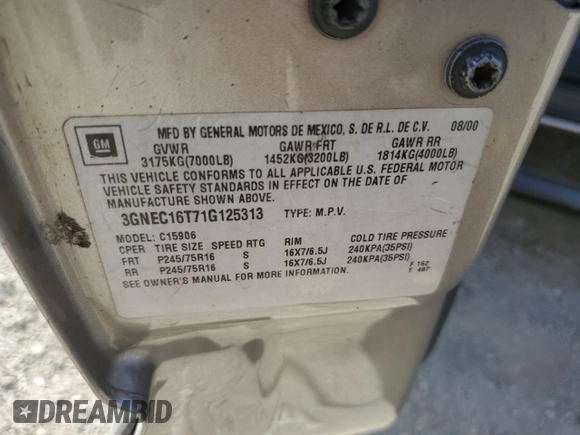 GM
MFD BY GENERAL MOTORS DE MEXICO, S. DE R.L. DE C.V. 08/00
GVWR GAWR FRT GAWR RR
3175KG(7000LB) 1452KG(3200LB) 1814KG(4000LB)
THIS VEHICLE CONFORMS TO ALL APPLICABLE U.S. FEDERAL MOTOR
VEHICLE SAFETY STANDARDS IN EFFECT ON THE DATE OF
MANUFACTURE SHOWN ABOVE.
3GNEC16T71G125313 TYPE: M.P.V.
MODEL: C15906
CPER TIRE SIZE SPEED RTG RIM COLD TIRE PRESSURE
FRT P245/75R16 S 16X7/6.5J 240KPA(35PSI)
RR P245/75R16 S 16X7/6.5J 240KPA(35PSI)
SEE OWNER'S MANUAL FOR MORE INFORMATION.
F 162
T 487
DREAMBID